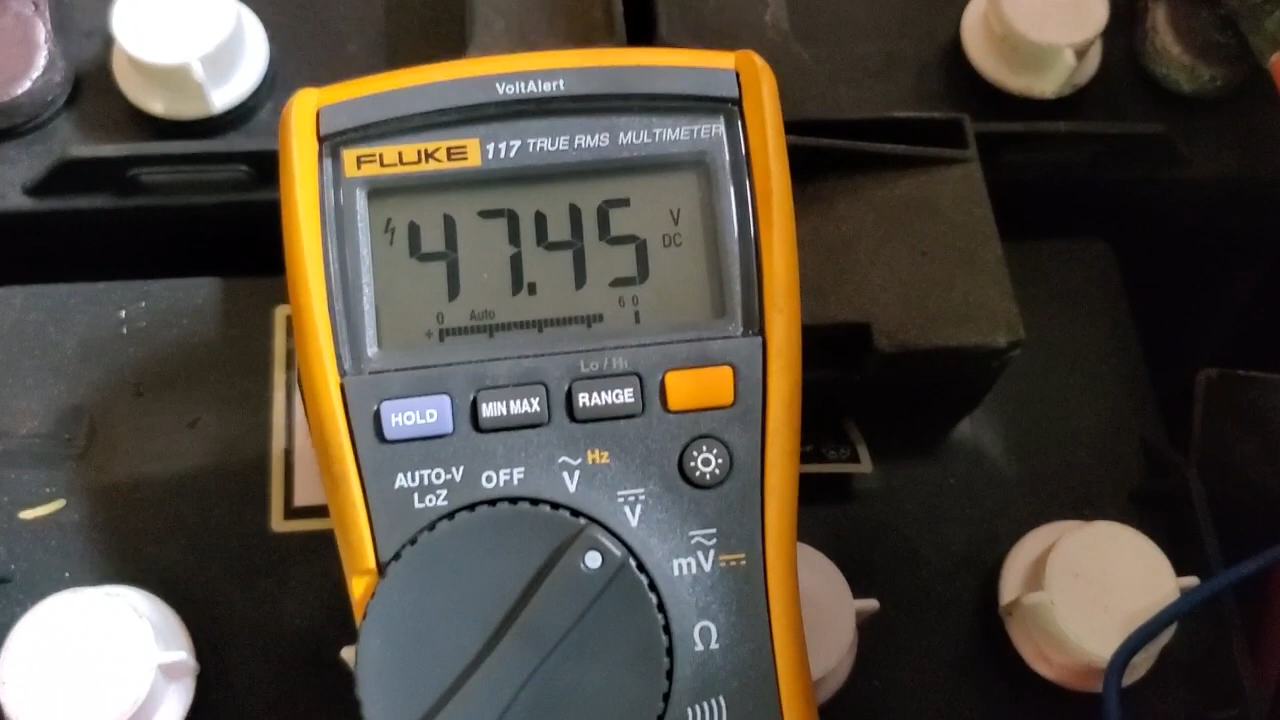 VoltAlert
FLUKE 117 TRUE RMS MULTIMETER
47.45 V DC
0 Auto 60
+
Lo / Hi
HOLD MIN MAX RANGE
AUTO-V LoZ
OFF
V Hz
V
mV
Ω